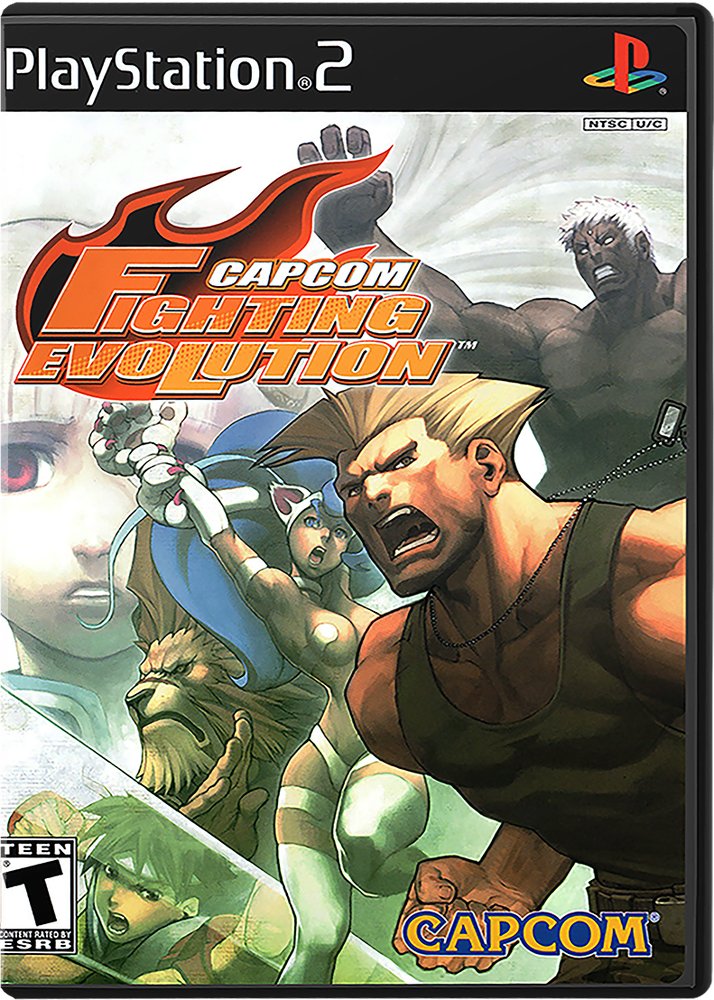 PlayStation®2
NTSC U/C
CAPCOM
FIGHTING
EVOLUTION™
TEEN
T
CONTENT RATED BY
ESRB
CAPCOM®